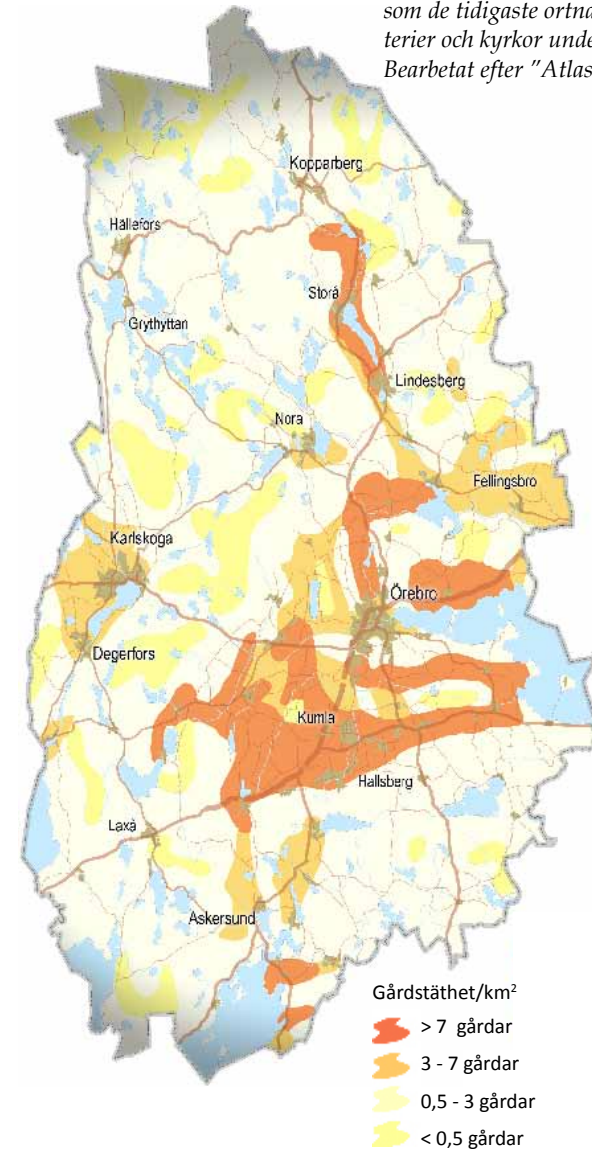 som de tidigaste ortna
terier och kyrkor unde
Bearbetat efter ”Atlas
Kopparberg
Hällefors
Storå
Grythyttan
Lindesberg
Nora
Fellingsbro
Karlskoga
Örebro
Degerfors
Kumla
Hallsberg
Laxå
Askersund
Gårdstäthet/km²
> 7 gårdar
3 - 7 gårdar
0,5 - 3 gårdar
< 0,5 gårdar